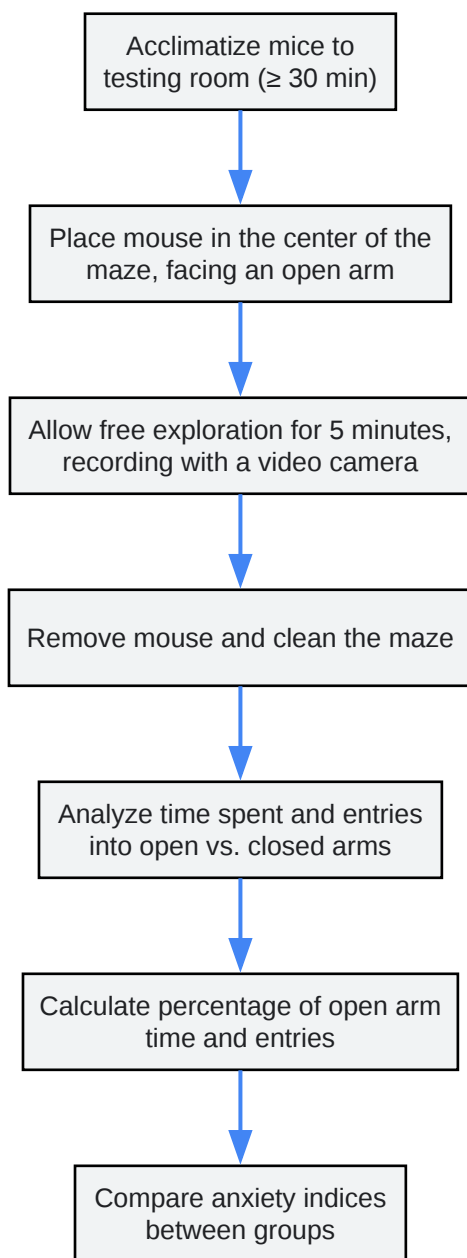 Acclimatize mice to
testing room (≥ 30 min)
Place mouse in the center of the
maze, facing an open arm
Allow free exploration for 5 minutes,
recording with a video camera
Remove mouse and clean the maze
Analyze time spent and entries
into open vs. closed arms
Calculate percentage of open arm
time and entries
Compare anxiety indices
between groups